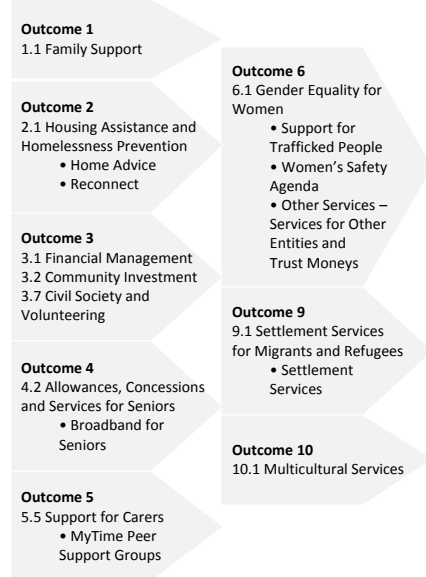 Outcome 1
1.1 Family Support
Outcome 2
2.1 Housing Assistance and
Homelessness Prevention
• Home Advice
• Reconnect
Outcome 3
3.1 Financial Management
3.2 Community Investment
3.7 Civil Society and
Volunteering
Outcome 4
4.2 Allowances, Concessions
and Services for Seniors
• Broadband for
Seniors
Outcome 5
5.5 Support for Carers
• MyTime Peer
Support Groups
Outcome 6
6.1 Gender Equality for
Women
• Support for
Trafficked People
• Women’s Safety
Agenda
• Other Services –
Services for Other
Entities and
Trust Moneys
Outcome 9
9.1 Settlement Services
for Migrants and Refugees
• Settlement
Services
Outcome 10
10.1 Multicultural Services